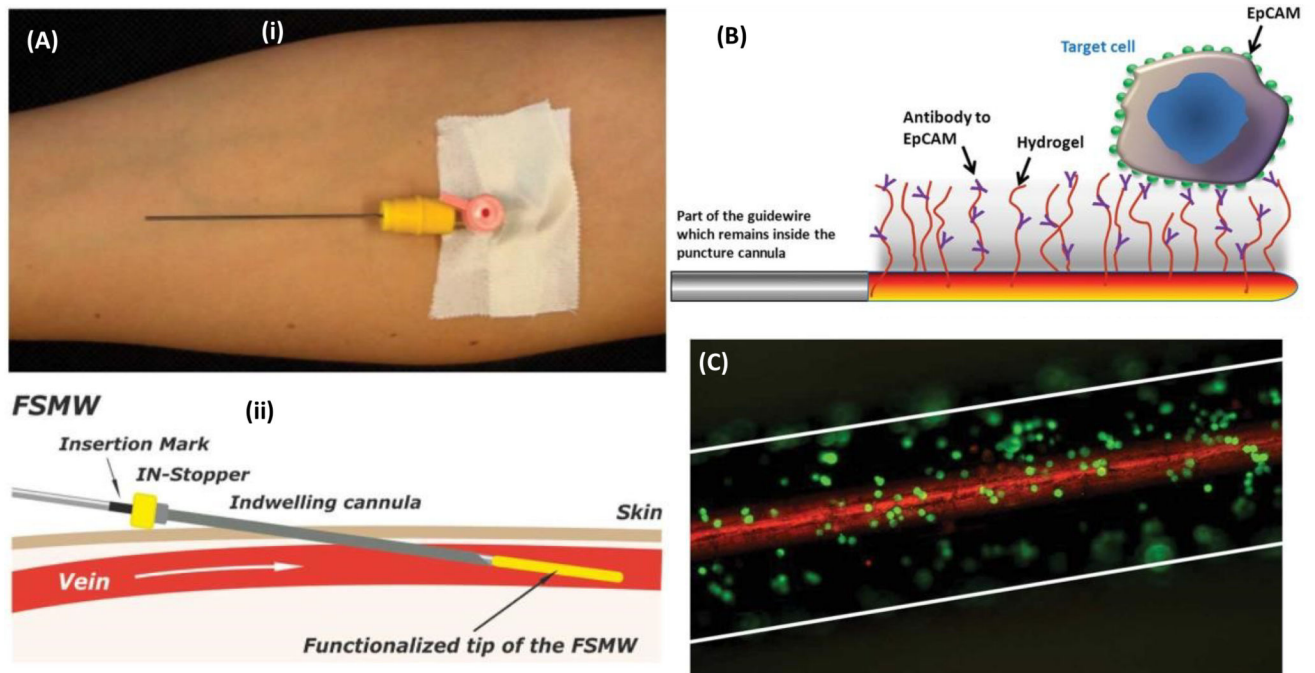 (A)
(i)
(B)
EpCAM
Target cell
Antibody to
EpCAM
Hydrogel
Part of the guidewire
which remains inside the
puncture cannula
FSMW
(ii)
Insertion Mark
IN-Stopper
Indwelling cannula
Skin
Vein
Functionalized tip of the FSMW
(C)